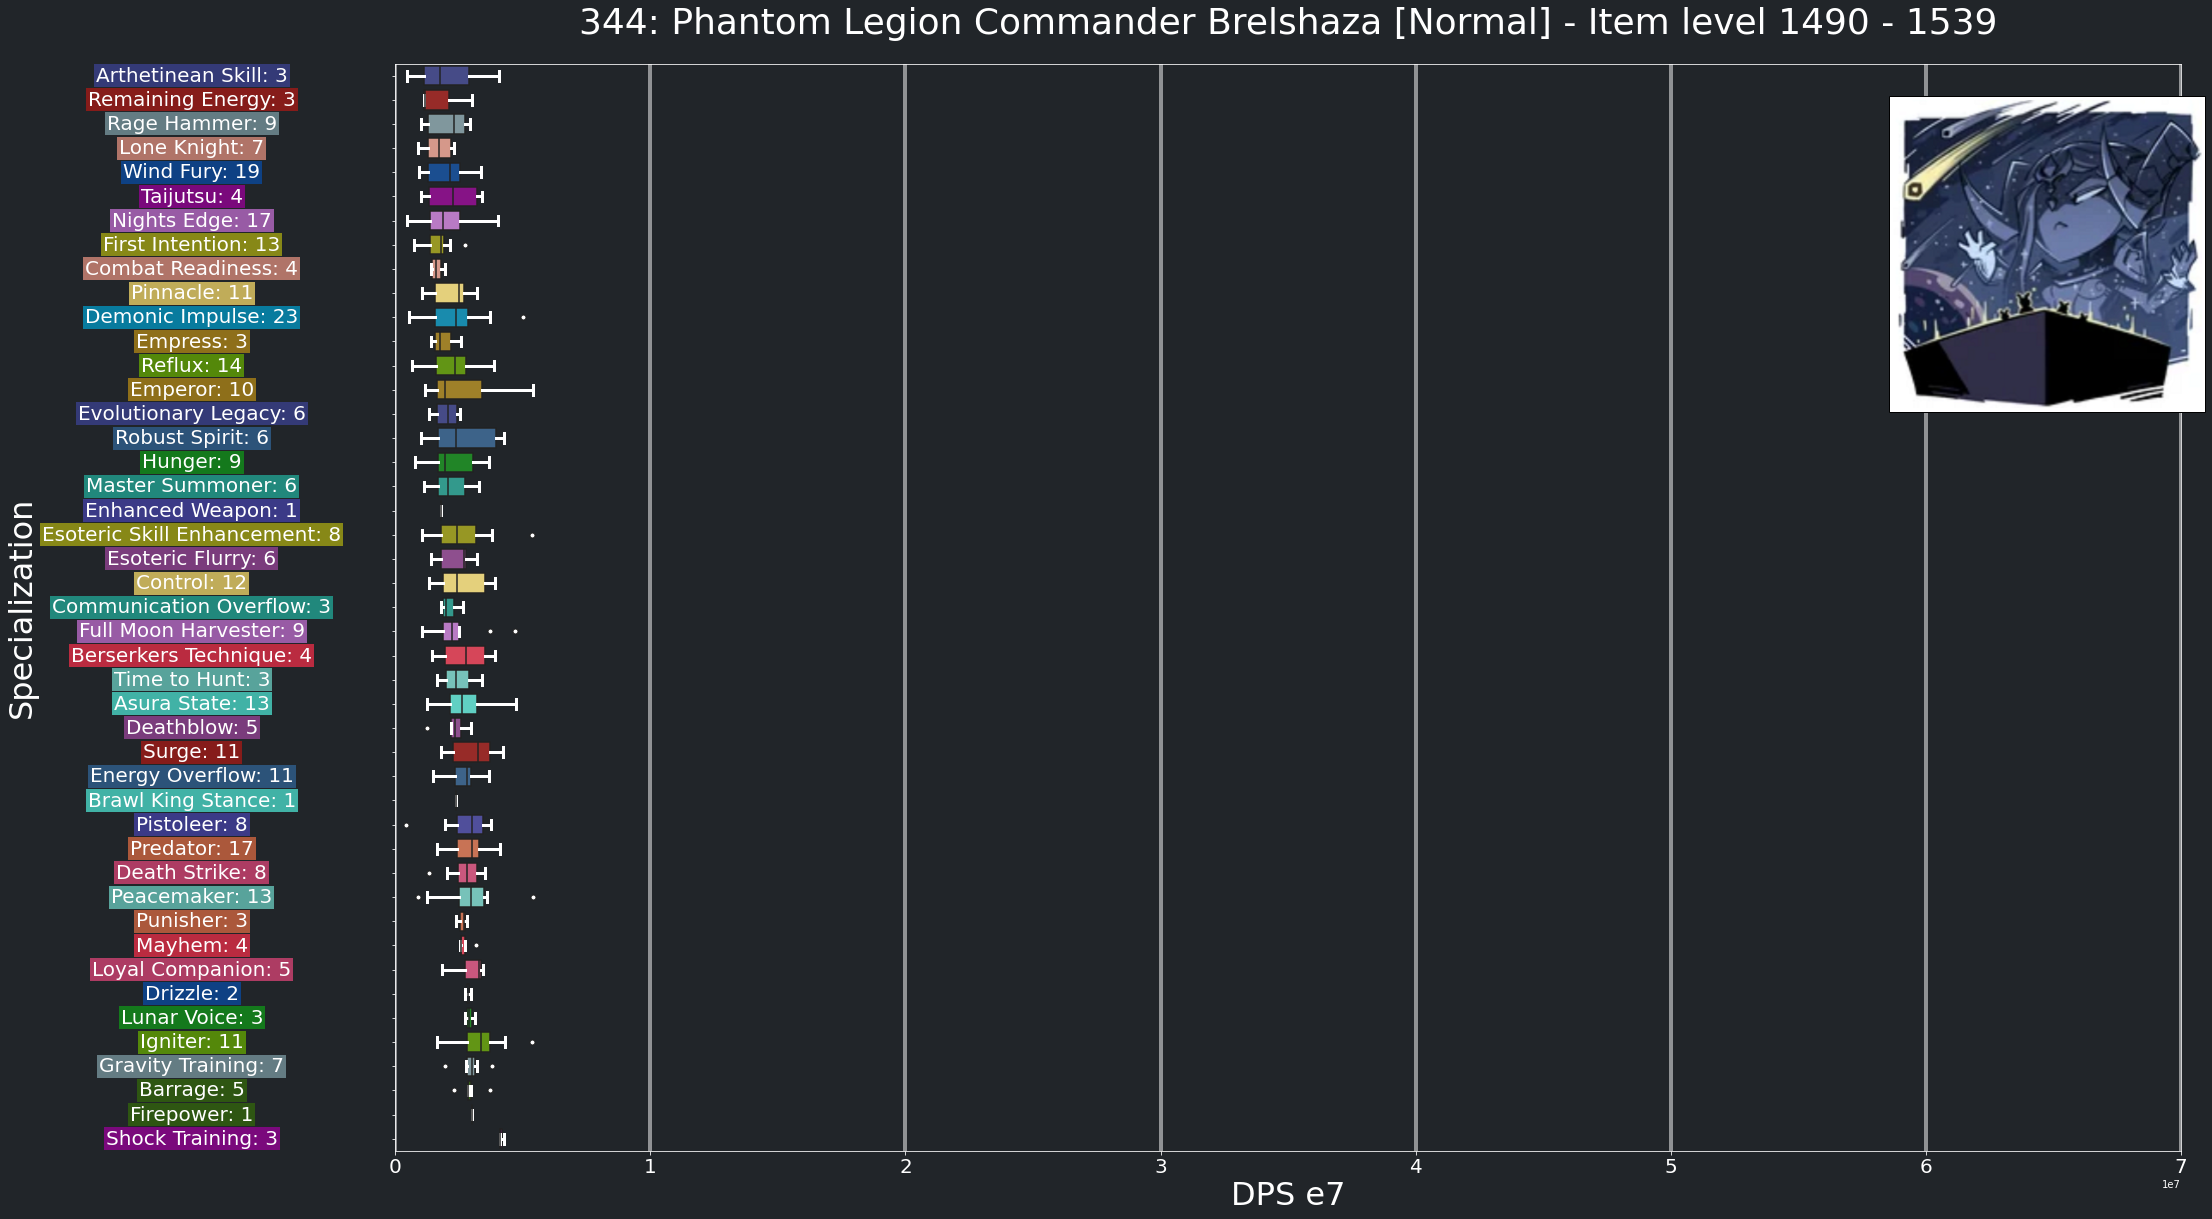 344: Phantom Legion Commander Brelshaza [Normal] - Item level 1490 - 1539
Specialization
Arthetinean Skill: 3
Remaining Energy: 3
Rage Hammer: 9
Lone Knight: 7
Wind Fury: 19
Taijutsu: 4
Nights Edge: 17
First Intention: 13
Combat Readiness: 4
Pinnacle: 11
Demonic Impulse: 23
Empress: 3
Reflux: 14
Emperor: 10
Evolutionary Legacy: 6
Robust Spirit: 6
Hunger: 9
Master Summoner: 6
Enhanced Weapon: 1
Esoteric Skill Enhancement: 8
Esoteric Flurry: 6
Control: 12
Communication Overflow: 3
Full Moon Harvester: 9
Berserkers Technique: 4
Time to Hunt: 3
Asura State: 13
Deathblow: 5
Surge: 11
Energy Overflow: 11
Brawl King Stance: 1
Pistoleer: 8
Predator: 17
Death Strike: 8
Peacemaker: 13
Punisher: 3
Mayhem: 4
Loyal Companion: 5
Drizzle: 2
Lunar Voice: 3
Igniter: 11
Gravity Training: 7
Barrage: 5
Firepower: 1
Shock Training: 3
0 1 2 3 4 5 6 7
1e7
DPS e7